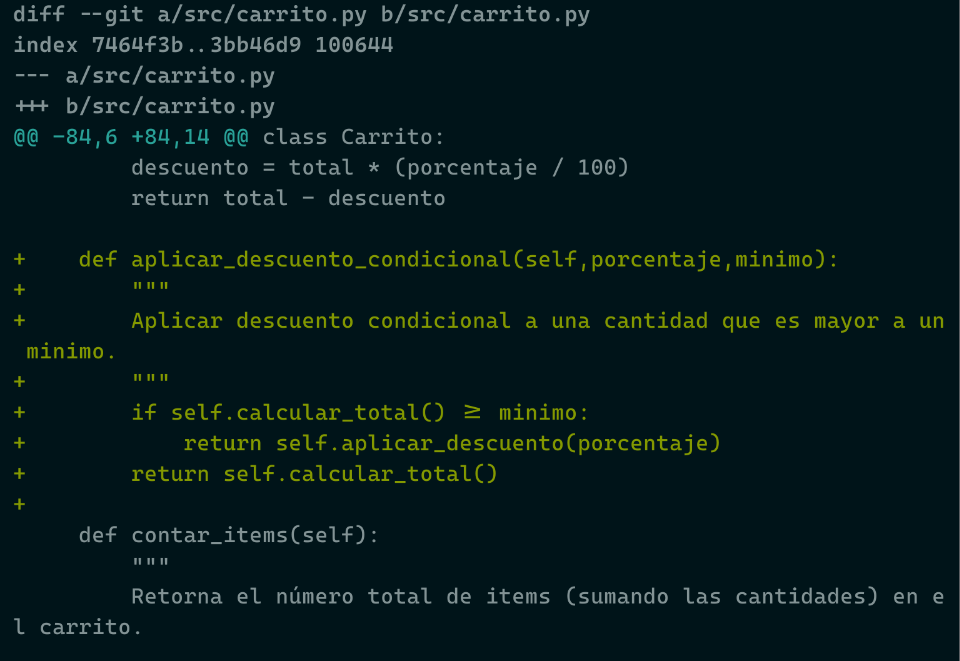 diff --git a/src/carrito.py b/src/carrito.py
index 7464f3b..3bb46d9 100644
--- a/src/carrito.py
+++ b/src/carrito.py
@@ -84,6 +84,14 @@ class Carrito:
         descuento = total * (porcentaje / 100)
         return total - descuento

+    def aplicar_descuento_condicional(self,porcentaje,minimo):
+        """
+        Aplicar descuento condicional a una cantidad que es mayor a un
 minimo.
+        """
+        if self.calcular_total() >= minimo:
+            return self.aplicar_descuento(porcentaje)
+        return self.calcular_total()
+
     def contar_items(self):
         """
         Retorna el número total de items (sumando las cantidades) en e
l carrito.